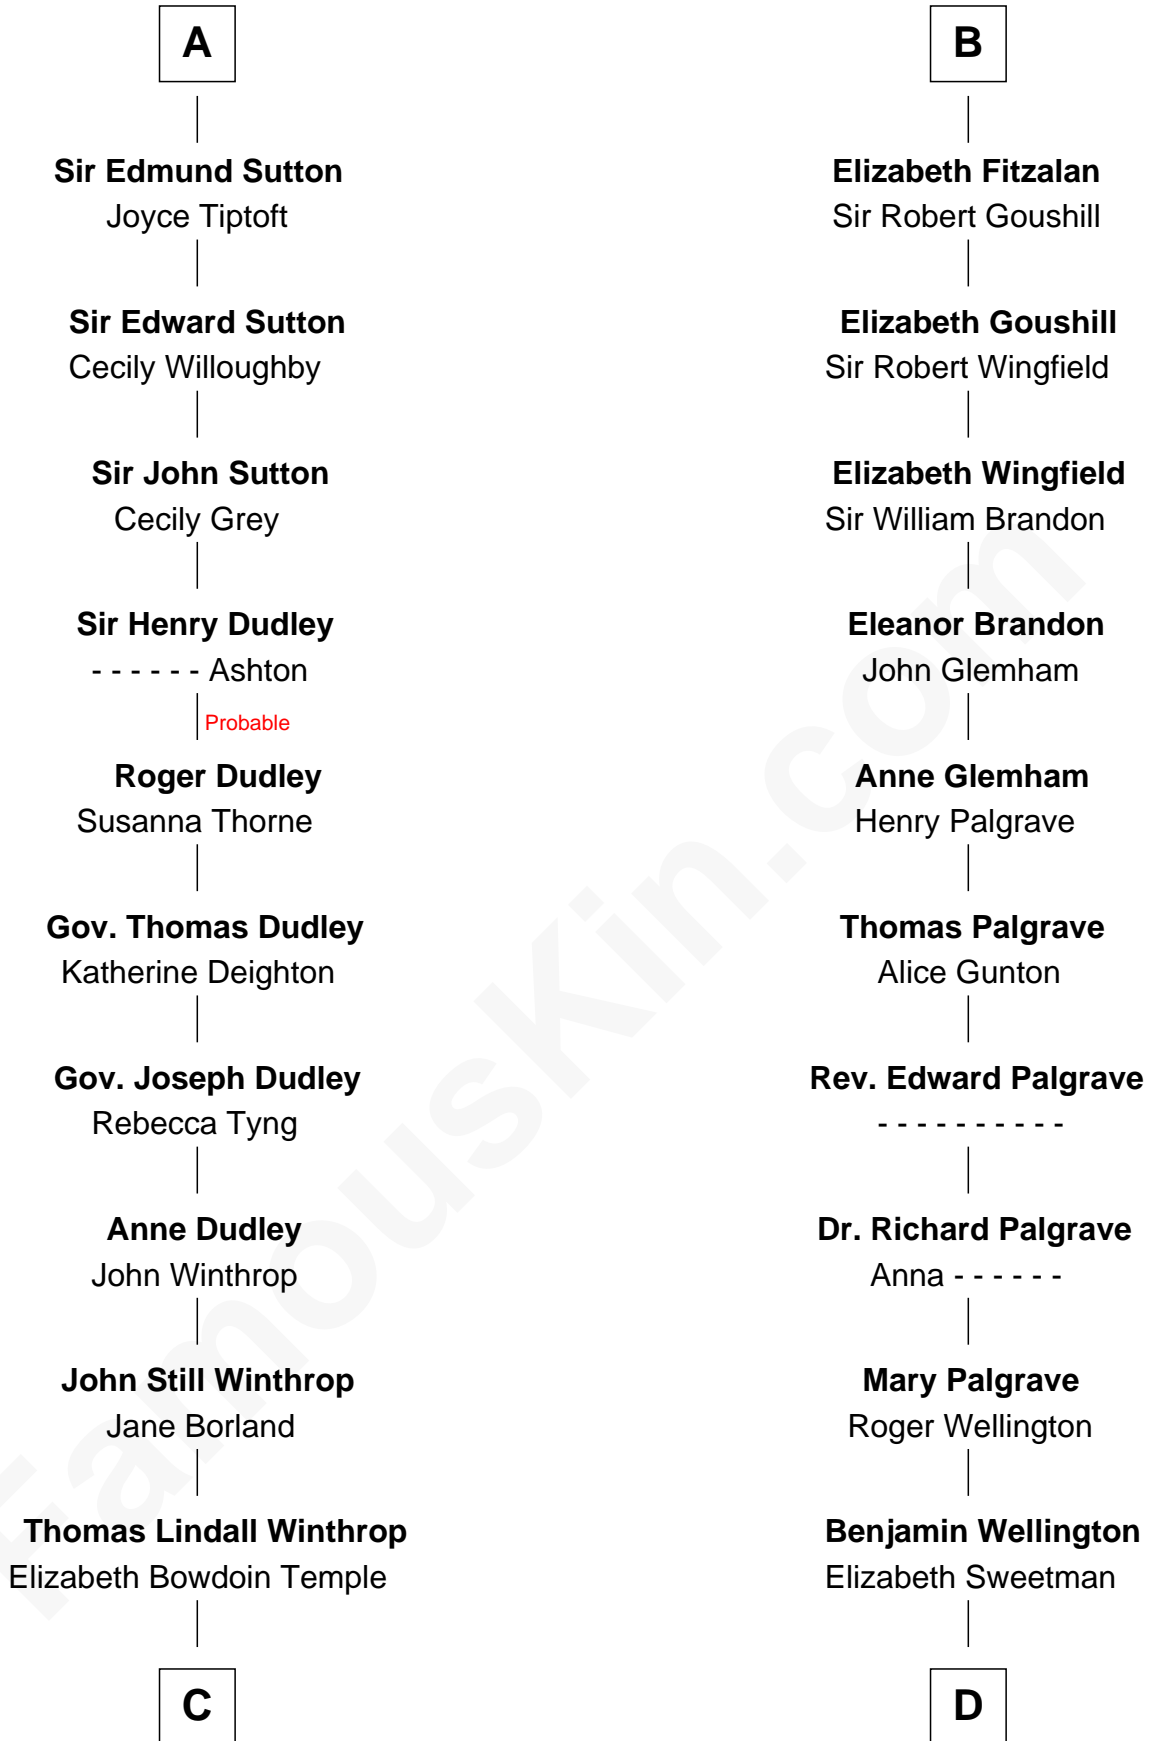 A
Sir Edmund Sutton
Joyce Tiptoft
Sir Edward Sutton
Cecily Willoughby
Sir John Sutton
Cecily Grey
Sir Henry Dudley
- - - - - - Ashton
Probable
Roger Dudley
Susanna Thorne
Gov. Thomas Dudley
Katherine Deighton
Gov. Joseph Dudley
Rebecca Tyng
Anne Dudley
John Winthrop
John Still Winthrop
Jane Borland
Thomas Lindall Winthrop
Elizabeth Bowdoin Temple
C
B
Elizabeth Fitzalan
Sir Robert Goushill
Elizabeth Goushill
Sir Robert Wingfield
Elizabeth Wingfield
Sir William Brandon
Eleanor Brandon
John Glemham
Anne Glemham
Henry Palgrave
Thomas Palgrave
Alice Gunton
Rev. Edward Palgrave
- - - - - - - - - -
Dr. Richard Palgrave
Anna - - - - - -
Mary Palgrave
Roger Wellington
Benjamin Wellington
Elizabeth Sweetman
D
FamousKin.com